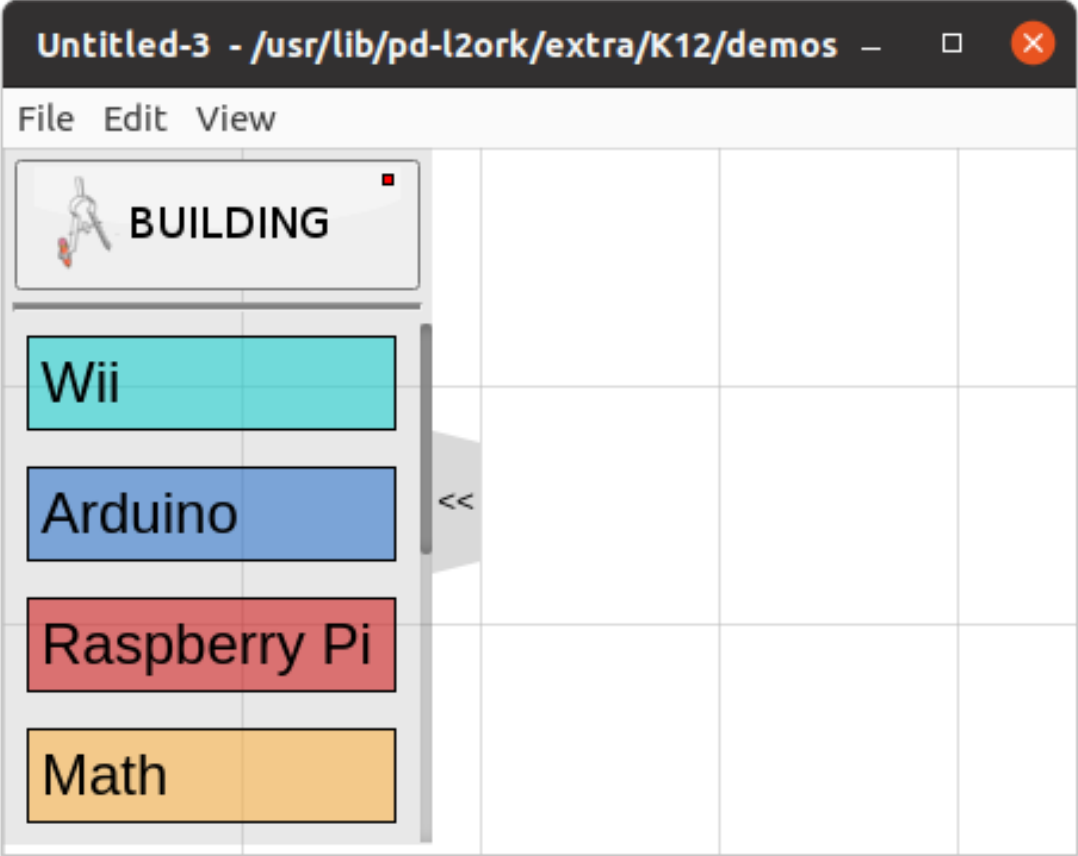 Untitled-3 - /usr/lib/pd-l2ork/extra/K12/demos
File Edit View
BUILDING
Wii
Arduino
<<
Raspberry Pi
Math